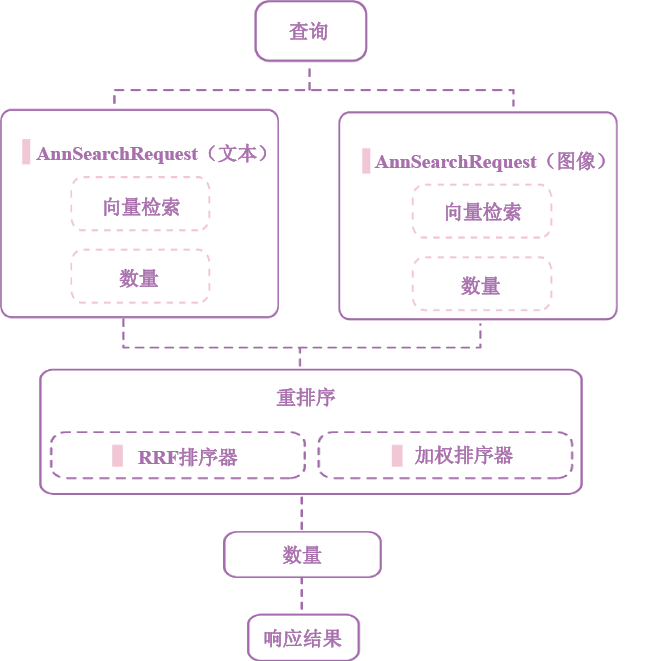 查询
AnnSearchRequest（文本）
向量检索
数量
AnnSearchRequest（图像）
向量检索
数量
重排序
RRF排序器
加权排序器
数量
响应结果